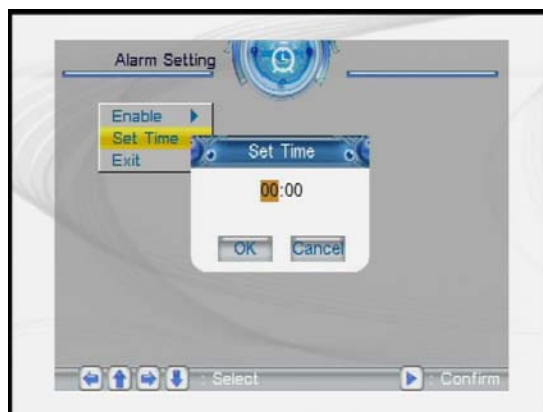 Alarm Setting
Enable
Set Time
Exit
Set Time
00:00
OK Cancel
: Select : Confirm